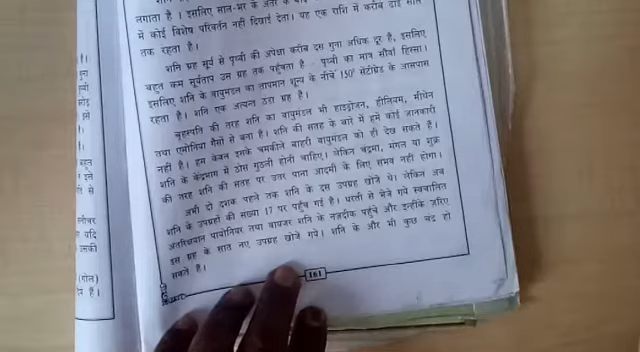 लगाता है । इसलिए साल-भर के अंतर के बाद
में कोई विशेष परिवर्तन नहीं दिखाई देता। यह एक राशि में करीब ढाई साल
तक रहता है।
शनि ग्रह सूर्य से पृथ्वी की अपेक्षा करीब दस गुना अधिक दूर है, इसलिए
बहुत कम सूर्यताप उस ग्रह तक पहुँचता है - पृथ्वी का मात्र सौवाँ हिस्सा।
इसलिए शनि के वायुमंडल का तापमान शून्य के नीचे 150° सेंटीग्रेड के आसपास
रहता है। शनि एक अत्यन्त ठंडा ग्रह है।
बृहस्पति की तरह शनि का वायुमंडल भी हाइड्रोजन, हीलियम, मीथेन
तथा एमोनिया गैसों से बना है। शनि की सतह के बारे में हमें कोई जानकारी
नहीं है। हम केवल इसके चमकीले बाहरी वायुमंडल को ही देख सकते हैं।
शनि के केंद्रभाग में ठोस गुठली होनी चाहिए। लेकिन चंद्रमा, मंगल या शुक्र
की तरह शनि की सतह पर उतर पाना आदमी के लिए संभव नहीं होगा।
अभी दो दशक पहले तक शनि के दस उपग्रह खोजे थे। लेकिन अब
शनि के उपग्रहों की संख्या 17 पर पहुँच गई है। धरती से भेजे गये स्वचालित
अंतरिक्षयान पायोनियर तथा वायजर शनि के नजदीक पहुँचे और इन्हीके जरिए
इस ग्रह के सात नए उपग्रह खोजे गये। शनि के और भी कुछ चंद्र हो
सकते हैं।
161